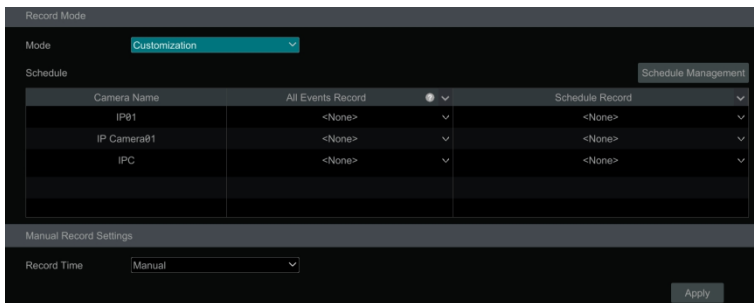 Record Mode
Mode Customization
Schedule Schedule Management
Camera Name All Events Record ? Schedule Record
IP01 <None> <None>
IP Camera01 <None> <None>
IPC <None> <None>
Manual Record Settings
Record Time Manual
Apply